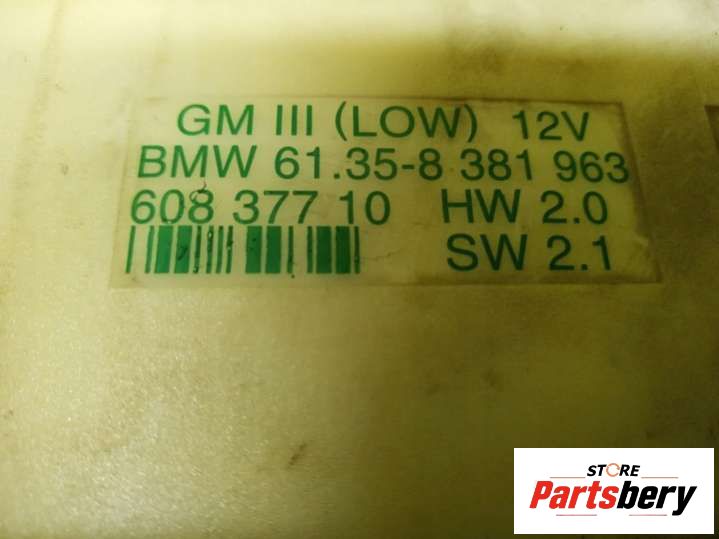 GM III (LOW) 12V
BMW 61.35-8 381 963
608 377 10 HW 2.0
SW 2.1
STORE
Partsbery